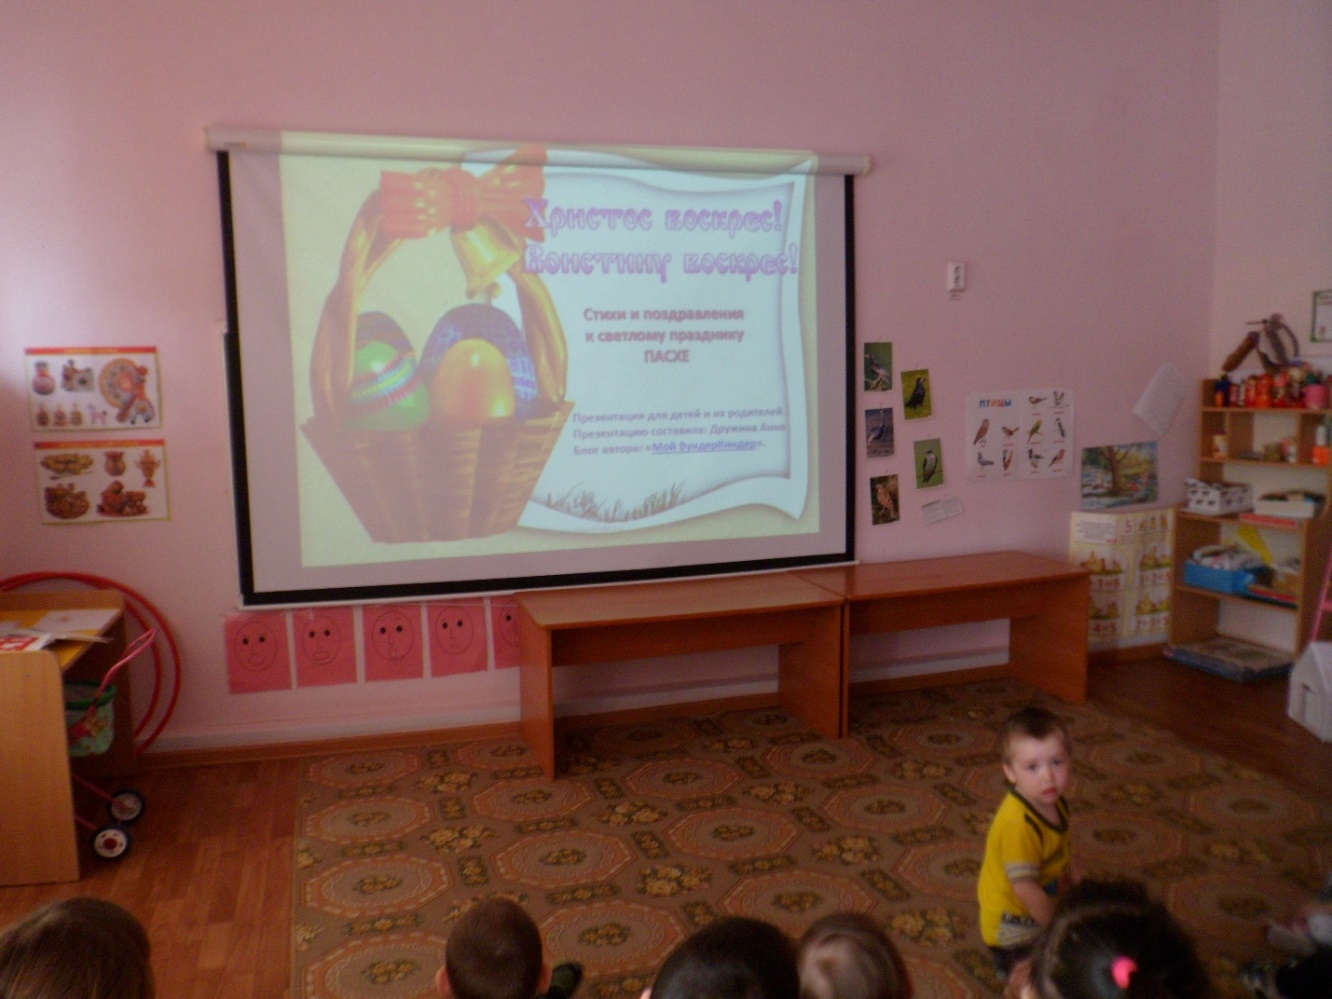 Христос воскрес!
Воистину воскрес!
Стихи и поздравления
к светлому празднику
ПАСХЕ
Презентация для детей и их родителей
Презентацию составила: Дружина Анна
Блог автора: «Мой ВундерКиндер».
ПТИЦЫ
5